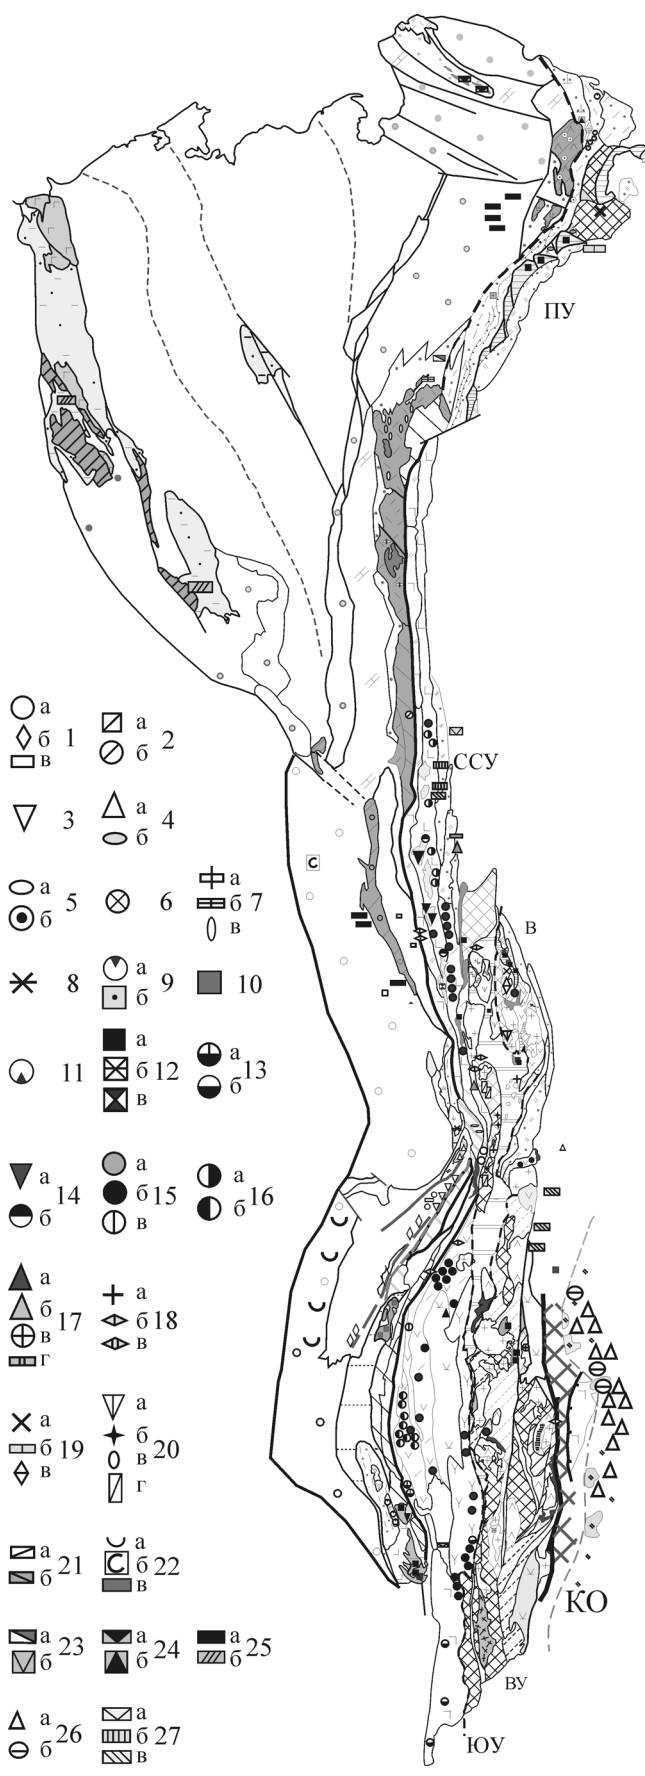 ПУ
ССУ
В
КО
ВУ
ЮУ
а
б 1
в
а
б 2
3
а
б 4
а
б 5
6
а
б 7
в
8
а
б 9
10
11
а
б 12
в
а
б 13
а
б 14
а
б 15
в
а
б 16
а
б 17
в
г
а
б 18
в
а
б 19
в
а
б 20
в
г
а
б 21
а
б 22
в
а
б 23
а
б 24
а
б 25
а
б 26
а
б 27
в